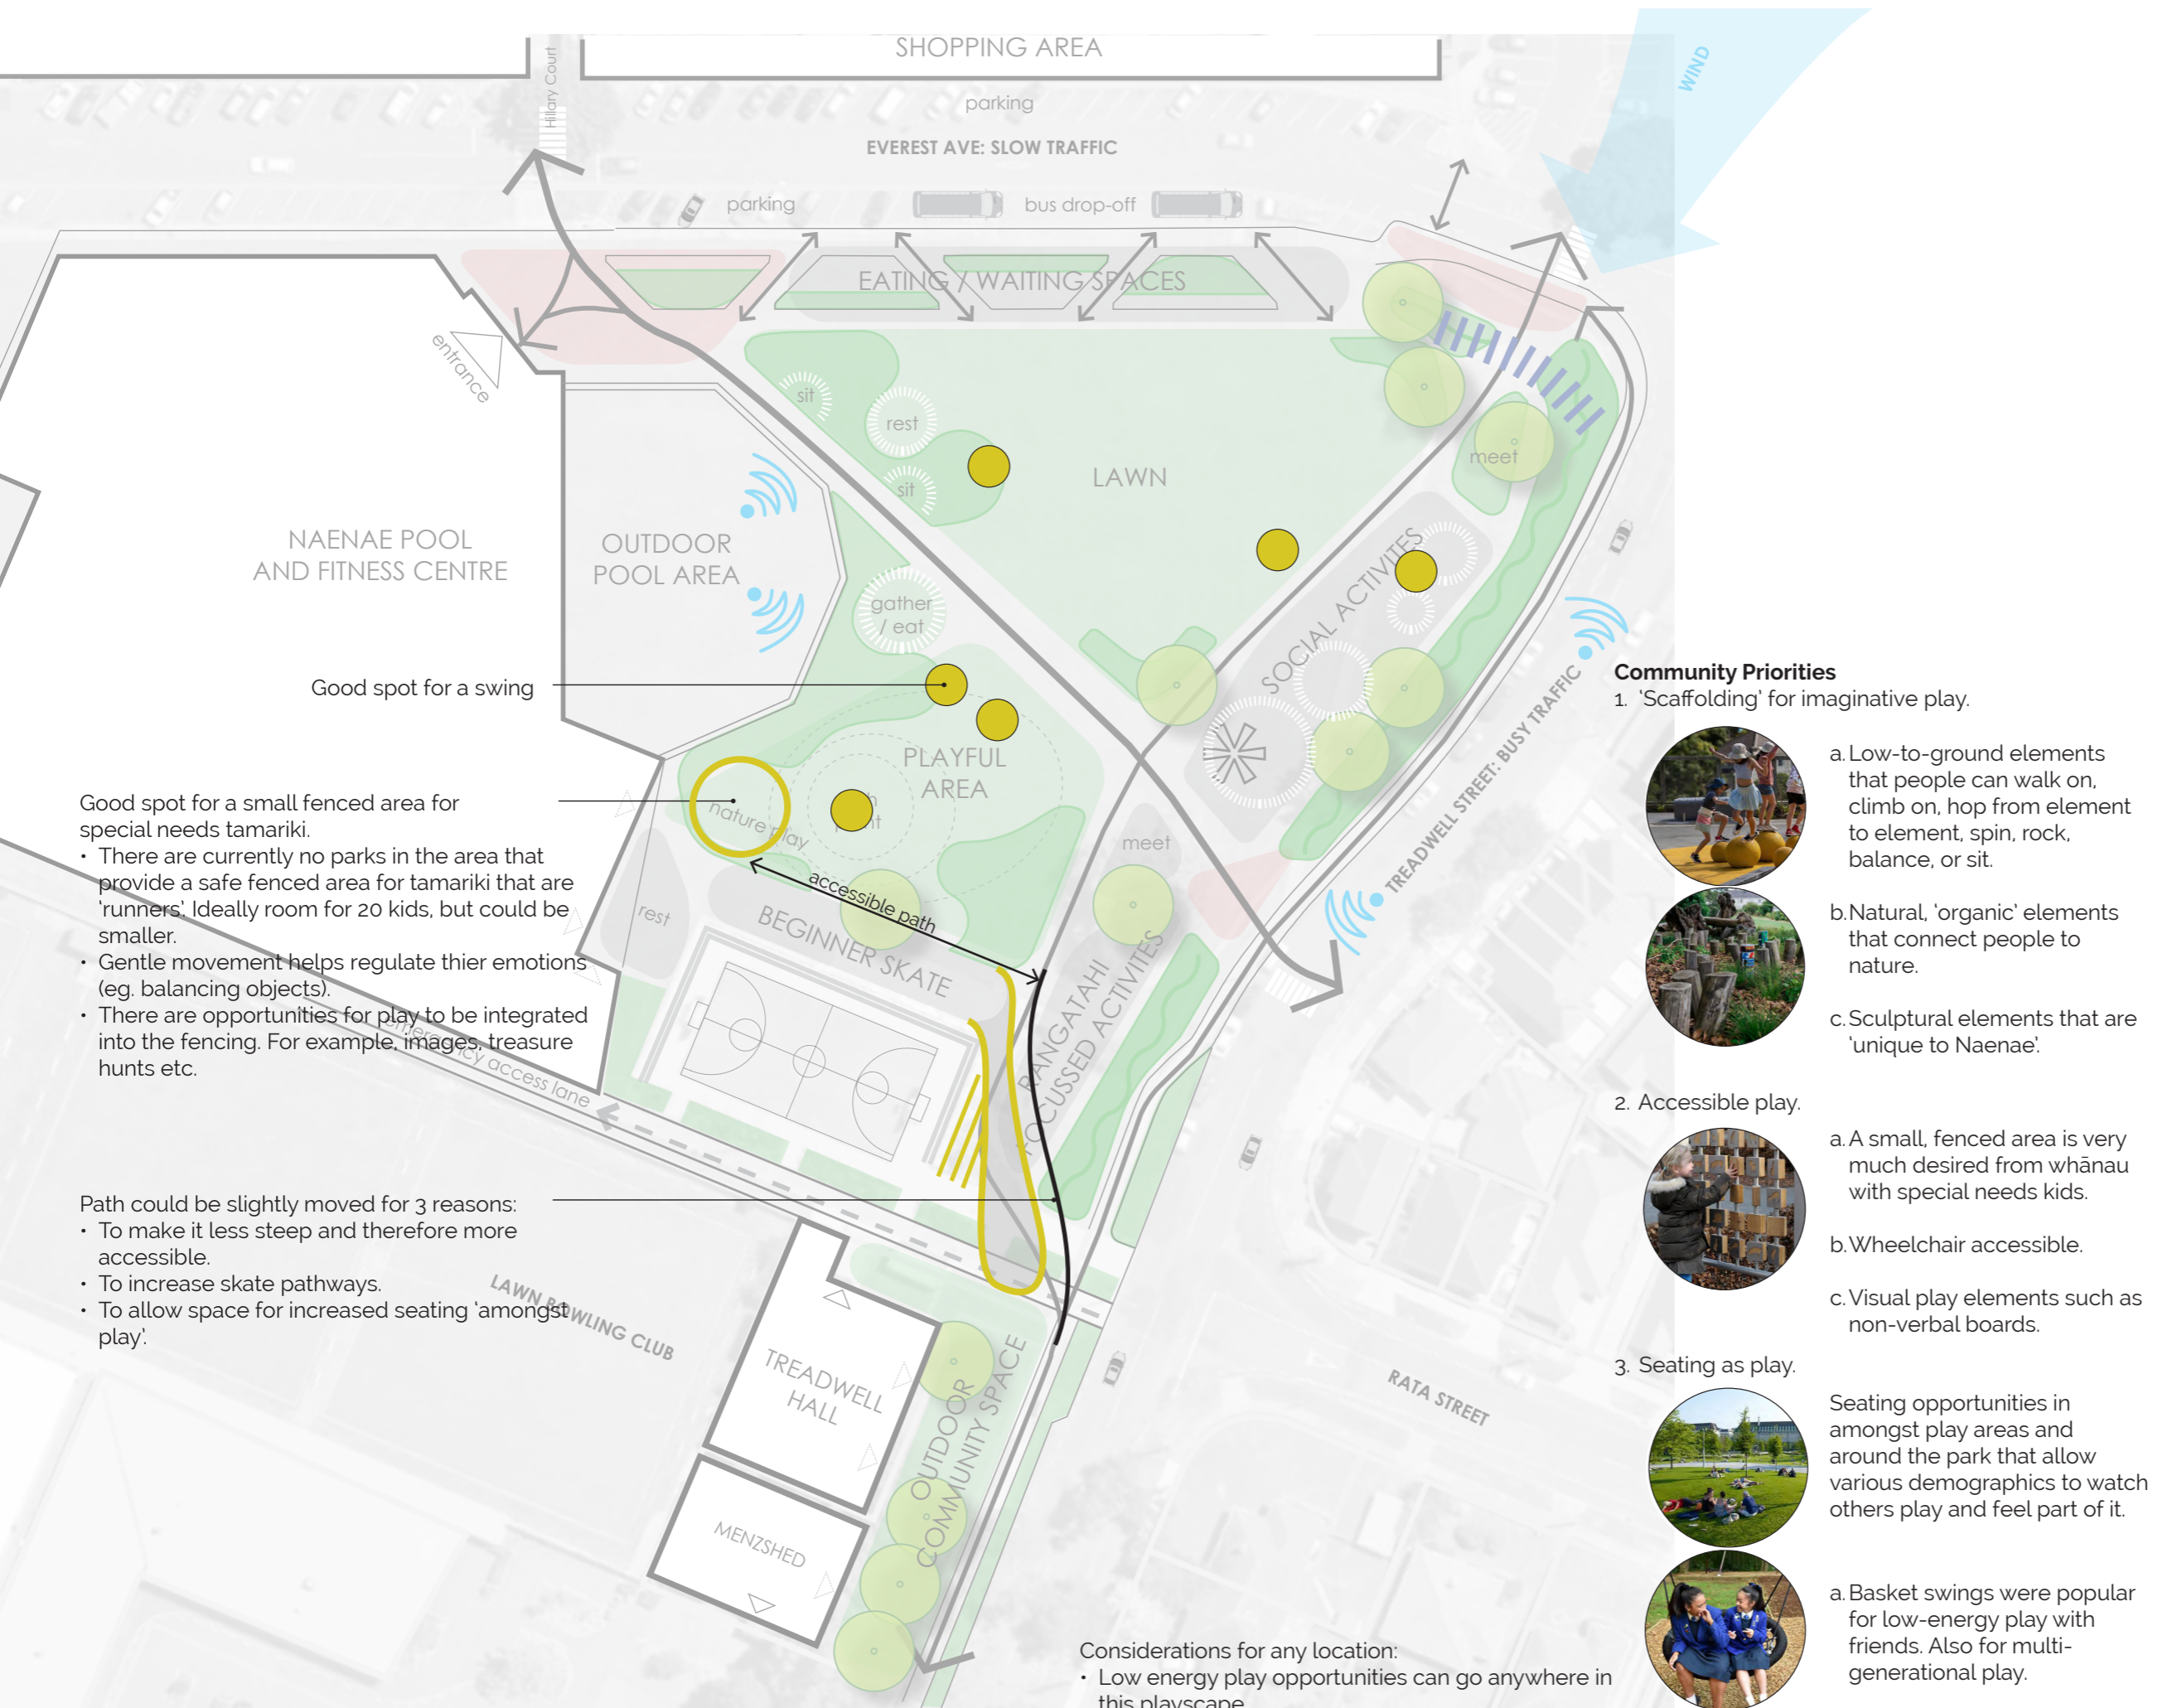 SHOPPING AREA
Hillary Court
parking
WIND
EVEREST AVE: SLOW TRAFFIC
parking
bus drop-off
EATING / WAITING SPACES
entrance
sit
rest
sit
LAWN
meet
NAENAE POOL
AND FITNESS CENTRE
OUTDOOR
POOL AREA
gather
/ eat
SOCIAL ACTIVITES
TREADWELL STREET: BUSY TRAFFIC
Good spot for a swing
PLAYFUL
AREA
nature play
meet
accessible path
rest
BEGINNER SKATE
RANGATAHI
FOCUSSED ACTIVITES
Good spot for a small fenced area for
special needs tamariki.
• There are currently no parks in the area that
provide a safe fenced area for tamariki that are
'runners'. Ideally room for 20 kids, but could be
smaller.
• Gentle movement helps regulate thier emotions
(eg. balancing objects).
• There are opportunities for play to be integrated
into the fencing. For example, images, treasure
hunts etc.
emergency access lane
Path could be slightly moved for 3 reasons:
• To make it less steep and therefore more
accessible.
• To increase skate pathways.
• To allow space for increased seating 'amongst
play'.
LAWN BOWLING CLUB
TREADWELL
HALL
MENZSHED
OUTDOOR
COMMUNITY SPACE
RATA STREET
Community Priorities
1. 'Scaffolding' for imaginative play.
a. Low-to-ground elements
that people can walk on,
climb on, hop from element
to element, spin, rock,
balance, or sit.
b. Natural, 'organic' elements
that connect people to
nature.
c. Sculptural elements that are
'unique to Naenae'.
2. Accessible play.
a. A small, fenced area is very
much desired from whānau
with special needs kids.
b. Wheelchair accessible.
c. Visual play elements such as
non-verbal boards.
3. Seating as play.
Seating opportunities in
amongst play areas and
around the park that allow
various demographics to watch
others play and feel part of it.
a. Basket swings were popular
for low-energy play with
friends. Also for multi-
generational play.
Considerations for any location:
• Low energy play opportunities can go anywhere in
this playscape